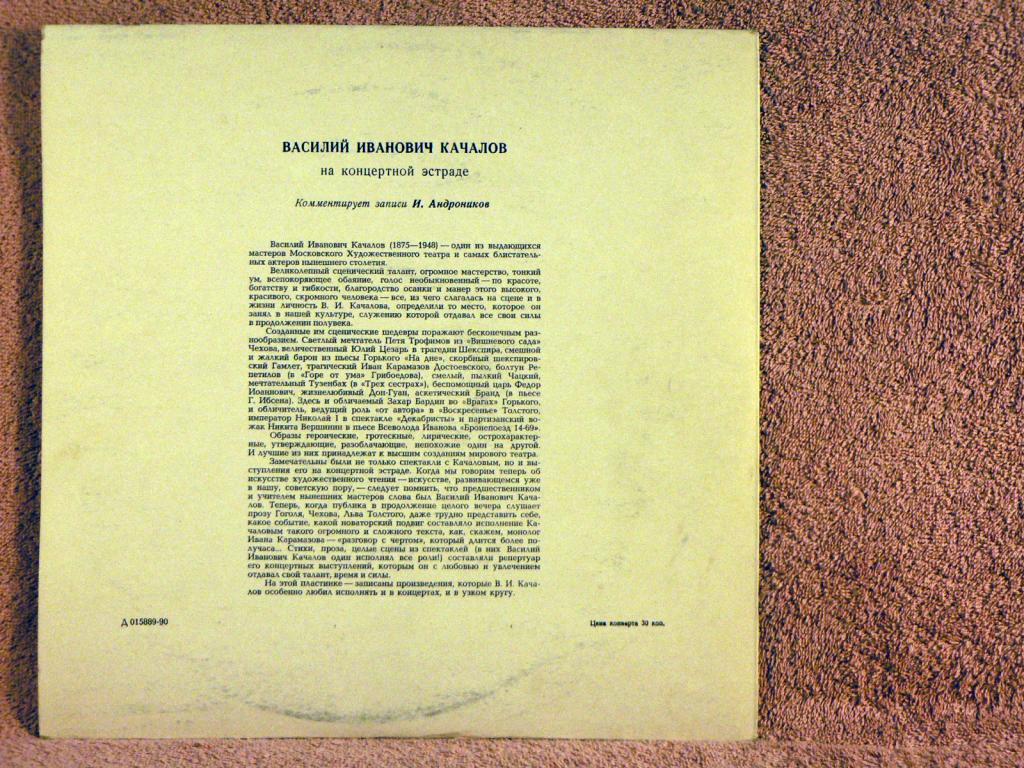 ВАСИЛИЙ ИВАНОВИЧ КАЧАЛОВ
на концертной эстраде
Комментирует записи И. Андроников
Василий Иванович Качалов (1875—1948) — один из выдающихся
мастеров Московского Художественного театра и самых блистатель-
ных актеров нынешнего столетия.
Великолепный сценический талант, огромное мастерство, тонкий
ум, всепокоряющее обаяние, голос необыкновенный — по красоте,
богатству и гибкости, благородство осанки и манер этого высокого,
красивого, скромного человека — все, из чего слагалась на сцене и в
жизни личность В. И. Качалова, определили то место, которое он
занял в нашей культуре, служению которой отдавал все свои силы
в продолжении полувека.
Созданные им сценические шедевры поражают бесконечным раз-
нообразием. Светлый мечтатель Петя Трофимов из «Вишневого сада»
Чехова, величественный Юлий Цезарь в трагедии Шекспира, смешной
и жалкий барон из пьесы Горького «На дне», скорбный шекспиров-
ский Гамлет, трагический Иван Карамазов Достоевского, болтун Ре-
петилов (в «Горе от ума» Грибоедова), смелый, пылкий Чацкий,
мечтательный Тузенбах (в «Трех сестрах»), беспомощный царь Федор
Иоаннович, жизнелюбивый Дон-Гуан, аскетический Бранд (в пьесе
Г. Ибсена). Здесь и обличаемый Захар Бардин во «Врагах» Горького,
и обличитель, ведущий роль «от автора» в «Воскресенье» Толстого,
император Николай I в спектакле «Декабристы» и партизанский во-
жак Никита Вершинин в пьесе Всеволода Иванова «Бронепоезд 14-69».
Образы героические, гротескные, лирические, острохарактер-
ные, утверждающие, разоблачающие, непохожие один на другой.
И лучшие из них принадлежат к высшим созданиям мирового театра.
Замечательны были не только спектакли с Качаловым, но и вы-
ступления его на концертной эстраде. Когда мы говорим теперь об
искусстве художественного чтения — искусстве, развивающемся уже
в нашу, советскую пору, — следует помнить, что предшественником
и учителем нынешних мастеров слова был Василий Иванович Кача-
лов. Теперь, когда публика в продолжение целого вечера слушает
прозу Гоголя, Чехова, Льва Толстого, даже трудно представить себе,
какое событие, какой новаторский подвиг составляло исполнение Ка-
чаловым такого огромного и сложного текста, как, скажем, монолог
Ивана Карамазова — «разговор с чертом», который длится более по-
лучаса... Стихи, проза, целые сцены из спектаклей (в них Василий
Иванович Качалов один исполнял все роли!) составляли репертуар
его концертных выступлений, которым он с любовью и увлечением
отдавал свой талант, время и силы.
На этой пластинке — записаны произведения, которые В. И. Кача-
лов особенно любил исполнять и в концертах, и в узком кругу.
Д 015889-90
Цена конверта 30 коп.